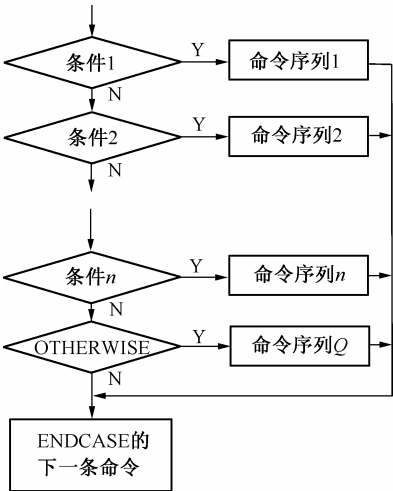 条件1
Y
命令序列1
N
条件2
Y
命令序列2
N
条件n
Y
命令序列n
N
OTHERWISE
Y
命令序列Q
N
ENDCASE的
下一条命令